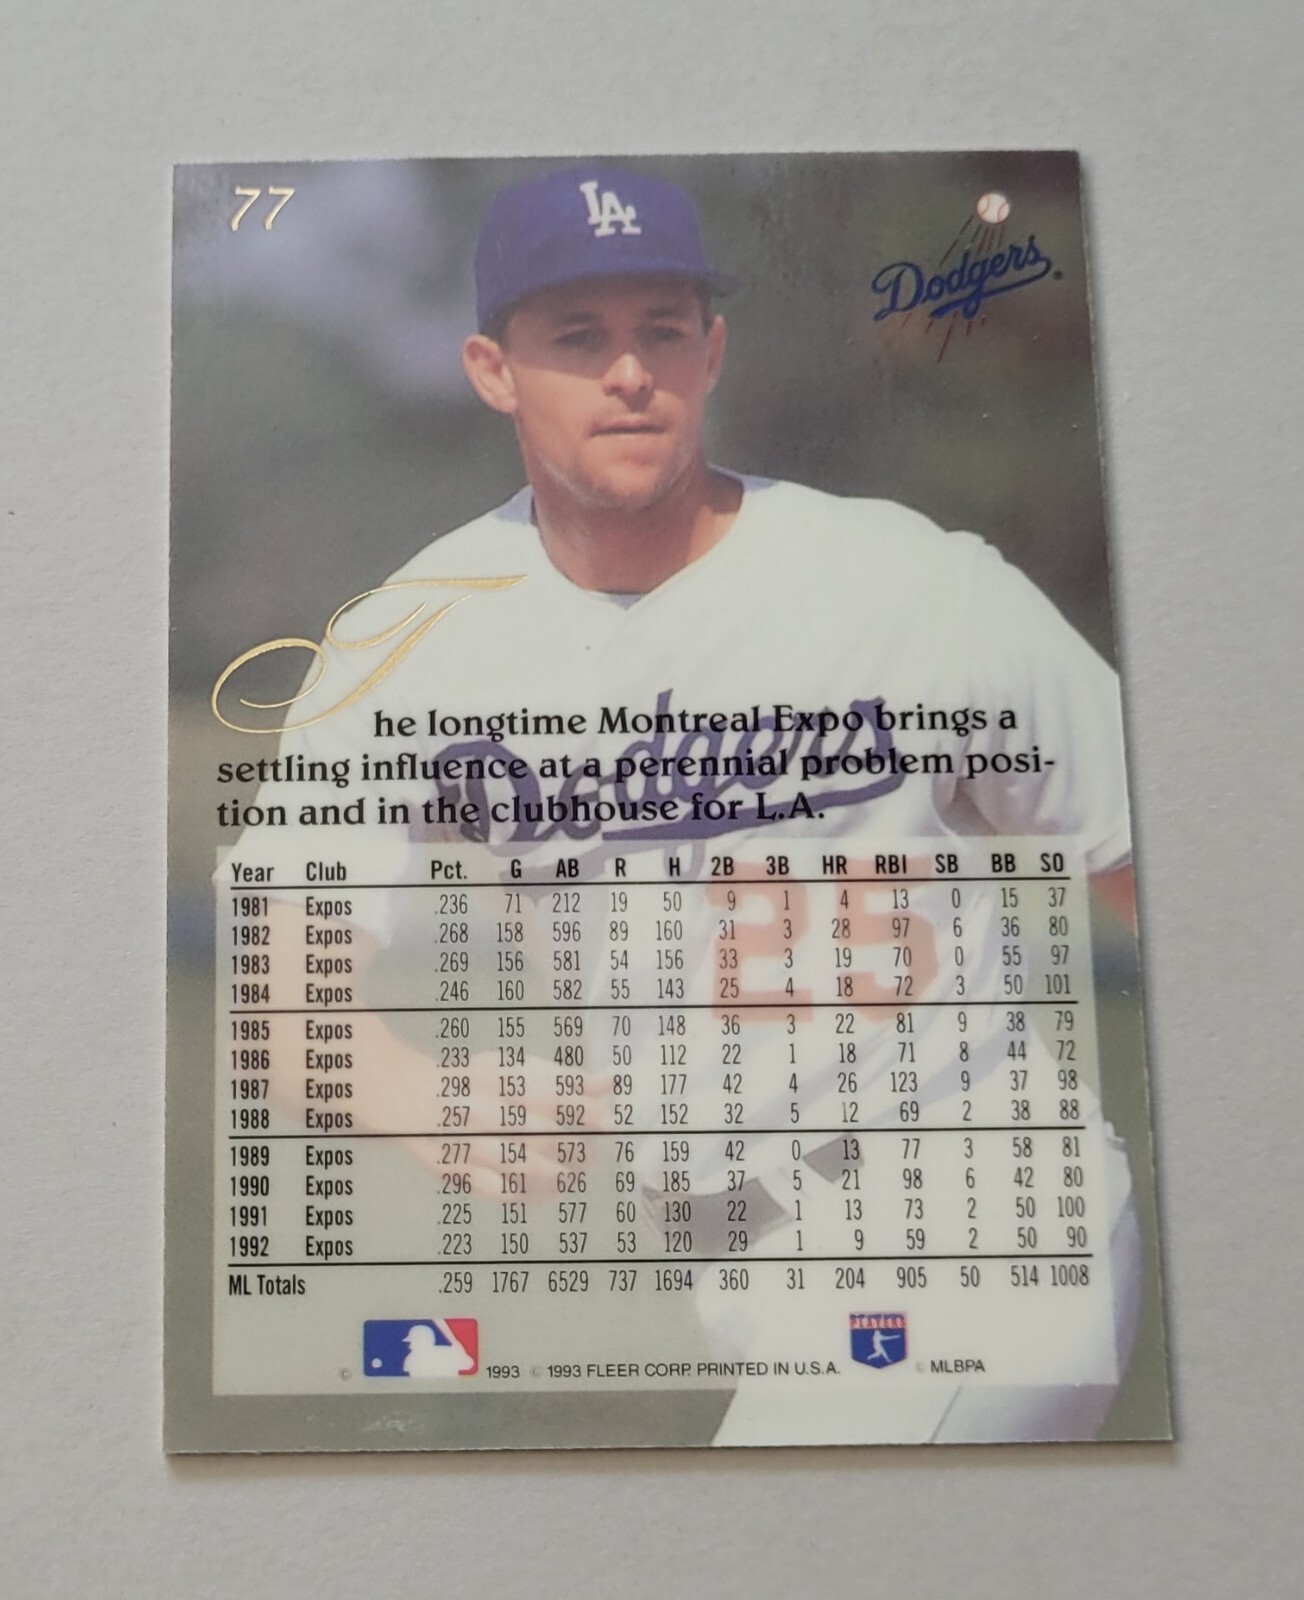 77
LA
Dodgers
The longtime Montreal Expo brings a
settling influence at a perennial problem posi-
tion and in the clubhouse for L.A.
Dodgers
25
Year Club Pct. G AB R H 2B 3B HR RBI SB BB SO
1981 Expos .236 71 212 19 50 9 1 4 13 0 15 37
1982 Expos .268 158 596 89 160 31 3 28 97 6 36 80
1983 Expos .269 156 581 54 156 33 3 19 70 0 55 97
1984 Expos .246 160 582 55 143 25 4 18 72 3 50 101
1985 Expos .260 155 569 70 148 36 3 22 81 9 38 79
1986 Expos .233 134 480 50 112 22 1 18 71 8 44 72
1987 Expos .298 153 593 89 177 42 4 26 123 9 37 98
1988 Expos .257 159 592 52 152 32 5 12 69 2 38 88
1989 Expos .277 154 573 76 159 42 0 13 77 3 58 81
1990 Expos .296 161 626 69 185 37 5 21 98 6 42 80
1991 Expos .225 151 577 60 130 22 1 13 73 2 50 100
1992 Expos .223 150 537 53 120 29 1 9 59 2 50 90
ML Totals .259 1767 6529 737 1694 360 31 204 905 50 514 1008
PLAYERS
© 1993 © 1993 FLEER CORP. PRINTED IN U.S.A. © MLBPA